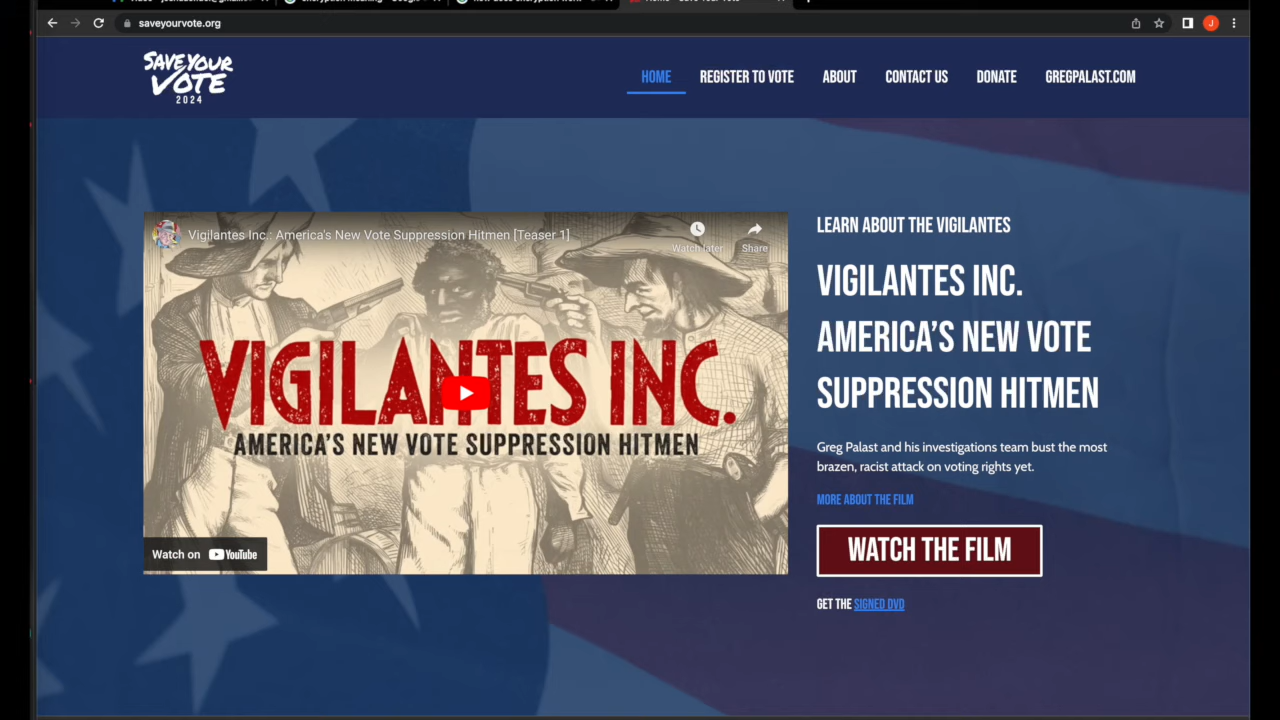 saveyourvote.org
J
SAVE YOUR
VOTE
2024
HOME
REGISTER TO VOTE
ABOUT
CONTACT US
DONATE
GREGPALAST.COM
Vigilantes Inc.: America's New Vote Suppression Hitmen [Teaser 1]
Watch later
Share
VIGILANTES INC.
AMERICA'S NEW VOTE SUPPRESSION HITMEN
Watch on YouTube
LEARN ABOUT THE VIGILANTES
VIGILANTES INC.
AMERICA’S NEW VOTE
SUPPRESSION HITMEN
Greg Palast and his investigations team bust the most
brazen, racist attack on voting rights yet.
MORE ABOUT THE FILM
WATCH THE FILM
GET THE SIGNED DVD